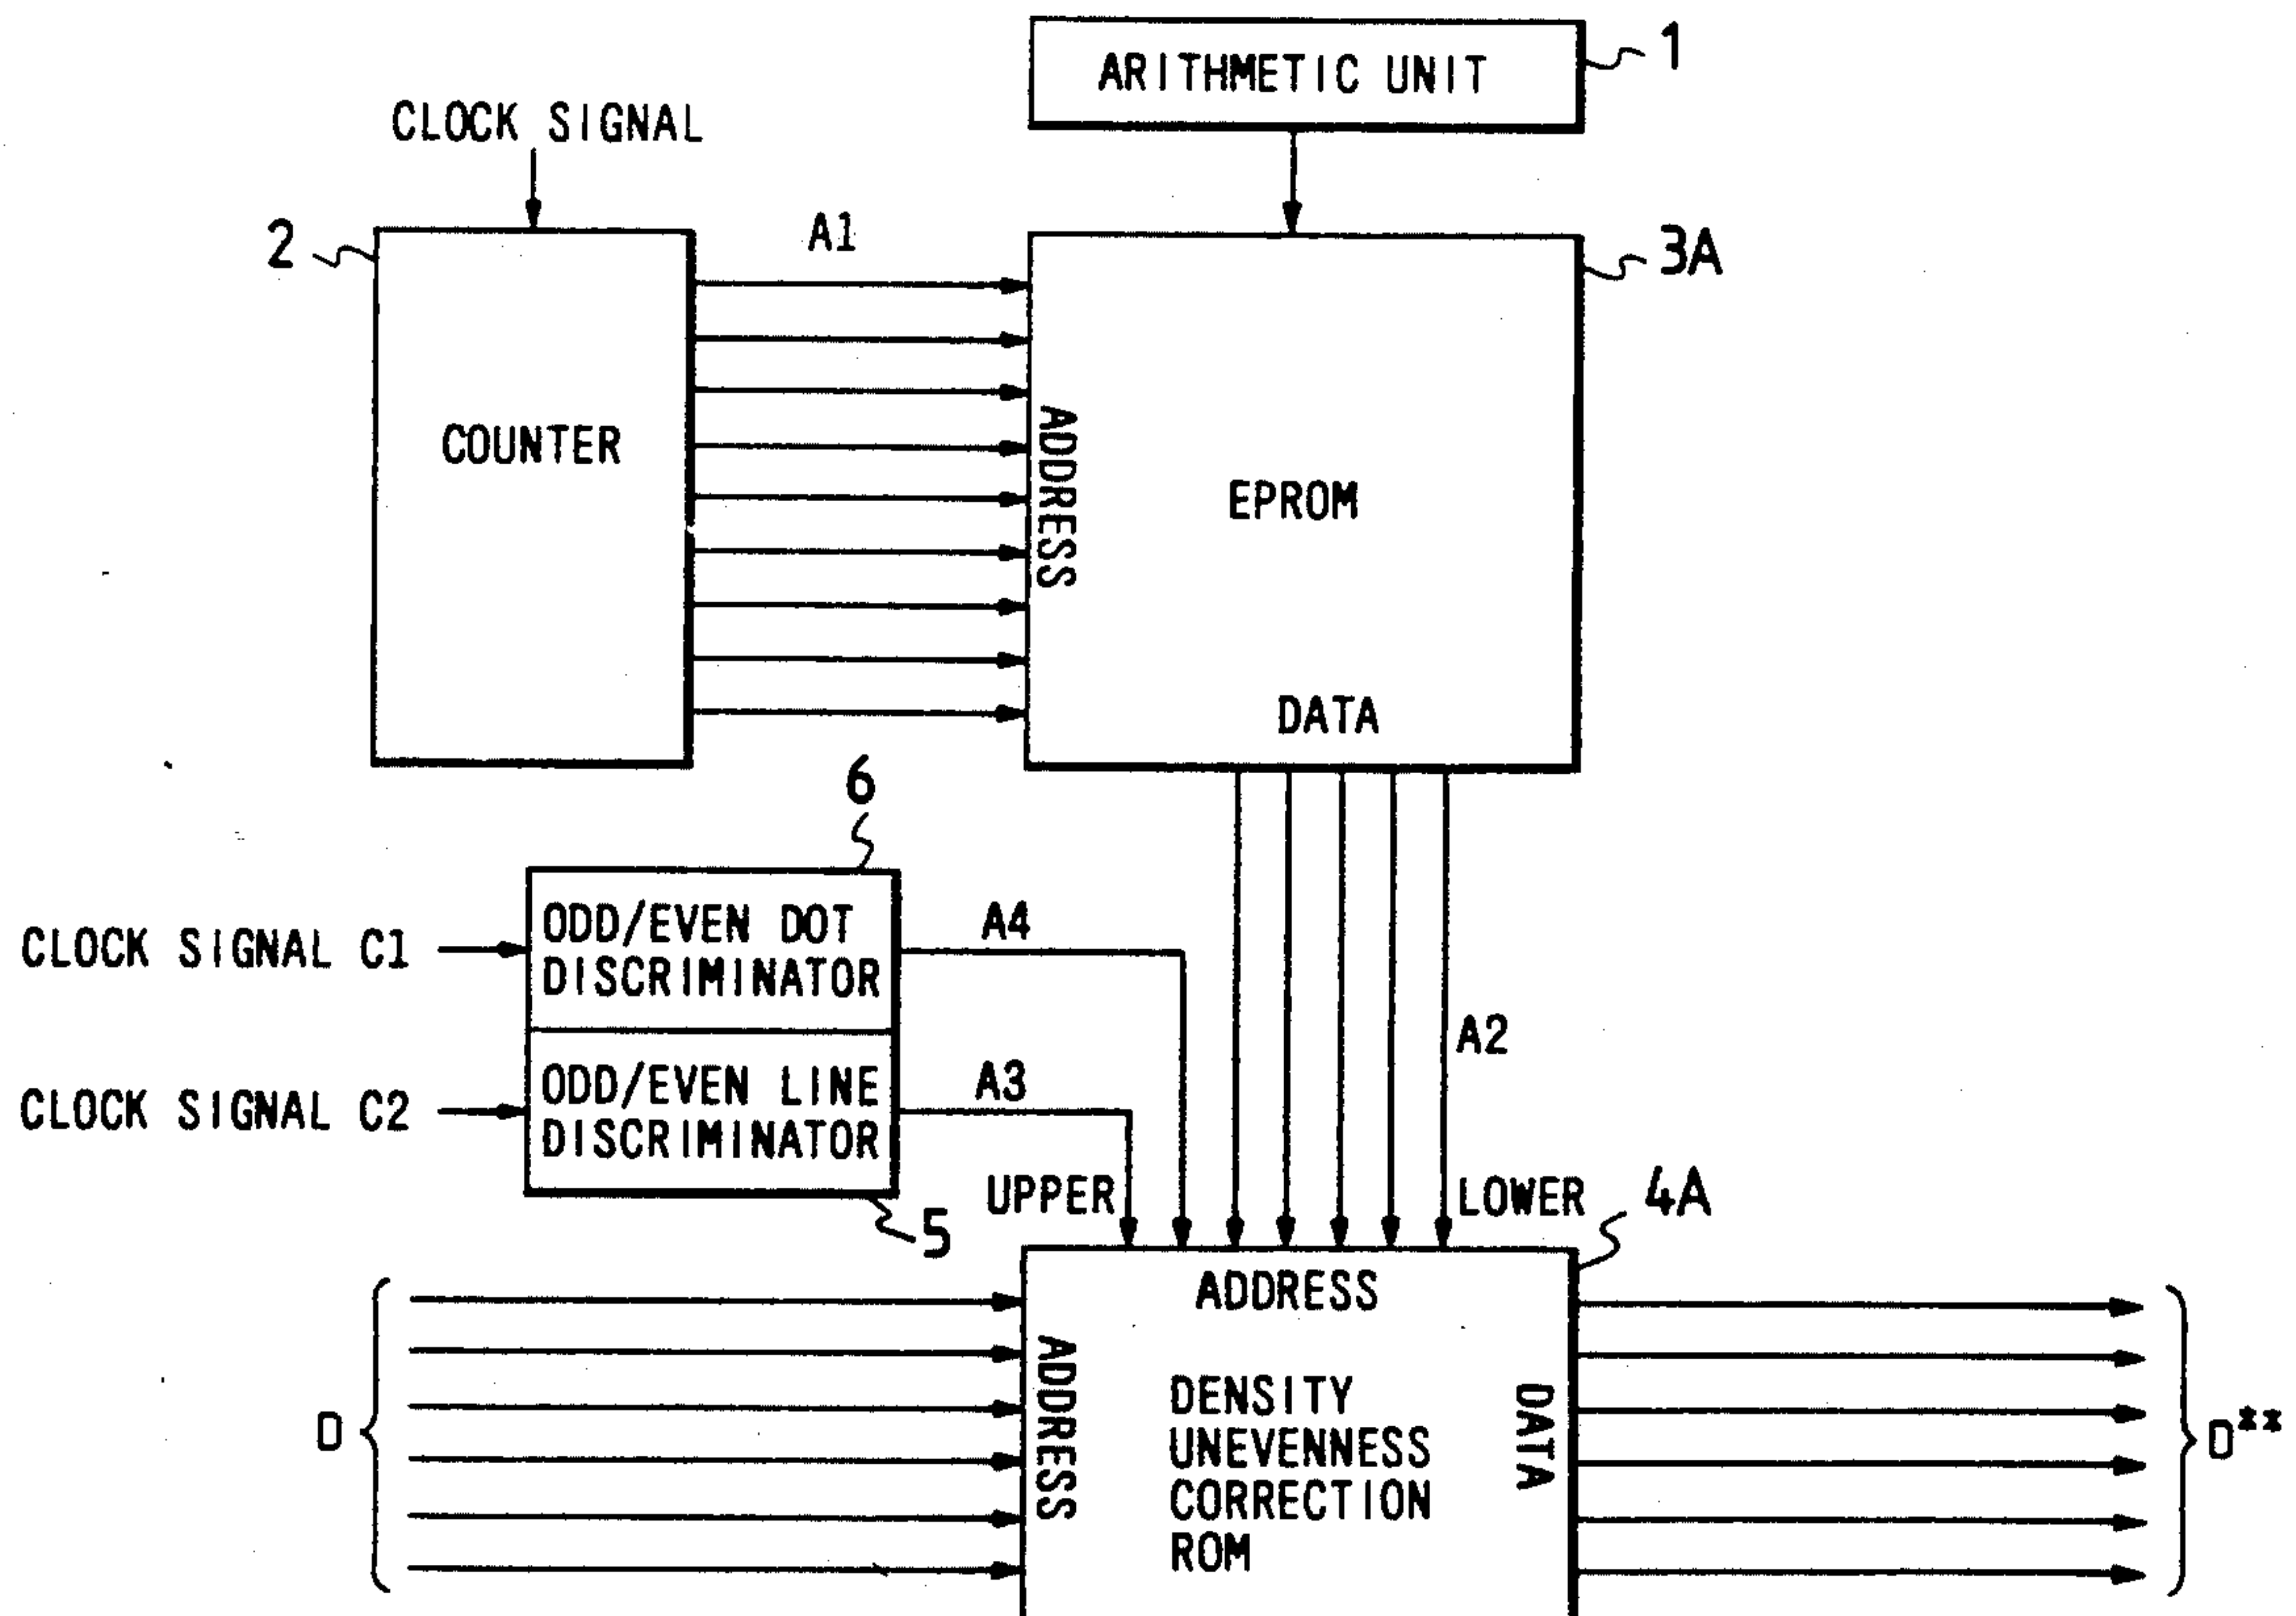 ARITHMETIC UNIT
1
CLOCK SIGNAL
2
A1
3A
COUNTER
ADDRESS
EPROM
DATA
6
ODD/EVEN DOT
DISCRIMINATOR
A4
CLOCK SIGNAL C1
A2
ODD/EVEN LINE
DISCRIMINATOR
A3
CLOCK SIGNAL C2
UPPER
LOWER
4A
5
ADDRESS
ADDRESS
DENSITY
UNEVENNESS
CORRECTION
ROM
DATA
D
D**